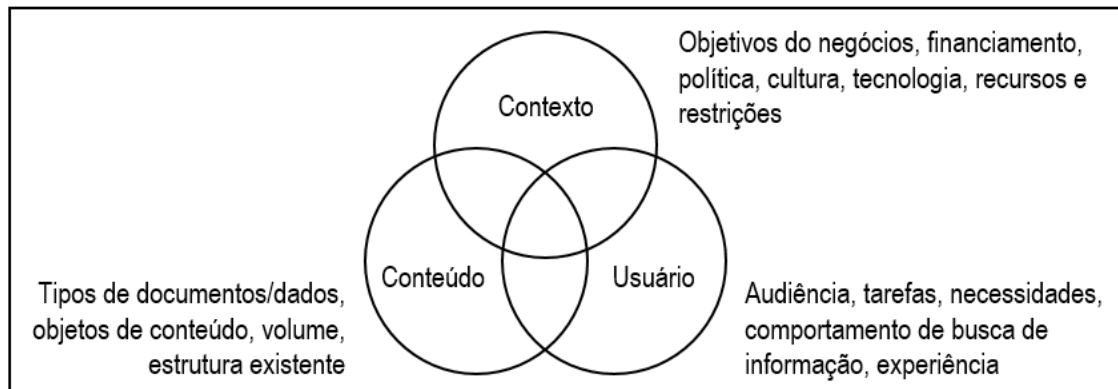 Objetivos do negócios, financiamento,
política, cultura, tecnologia, recursos e
restrições
Contexto
Conteúdo
Usuário
Tipos de documentos/dados,
objetos de conteúdo, volume,
estrutura existente
Audiência, tarefas, necessidades,
comportamento de busca de
informação, experiência